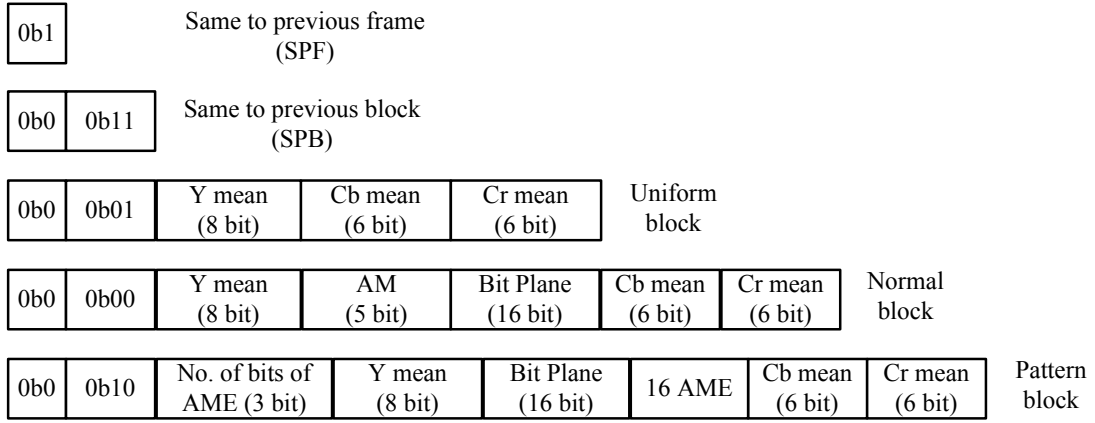 0b1 Same to previous frame
(SPF)
0b0 0b11 Same to previous block
(SPB)
0b0 0b01 Y mean
(8 bit) Cb mean
(6 bit) Cr mean
(6 bit) Uniform
block
0b0 0b00 Y mean
(8 bit) AM
(5 bit) Bit Plane
(16 bit) Cb mean
(6 bit) Cr mean
(6 bit) Normal
block
0b0 0b10 No. of bits of
AME (3 bit) Y mean
(8 bit) Bit Plane
(16 bit) 16 AME Cb mean
(6 bit) Cr mean
(6 bit) Pattern
block